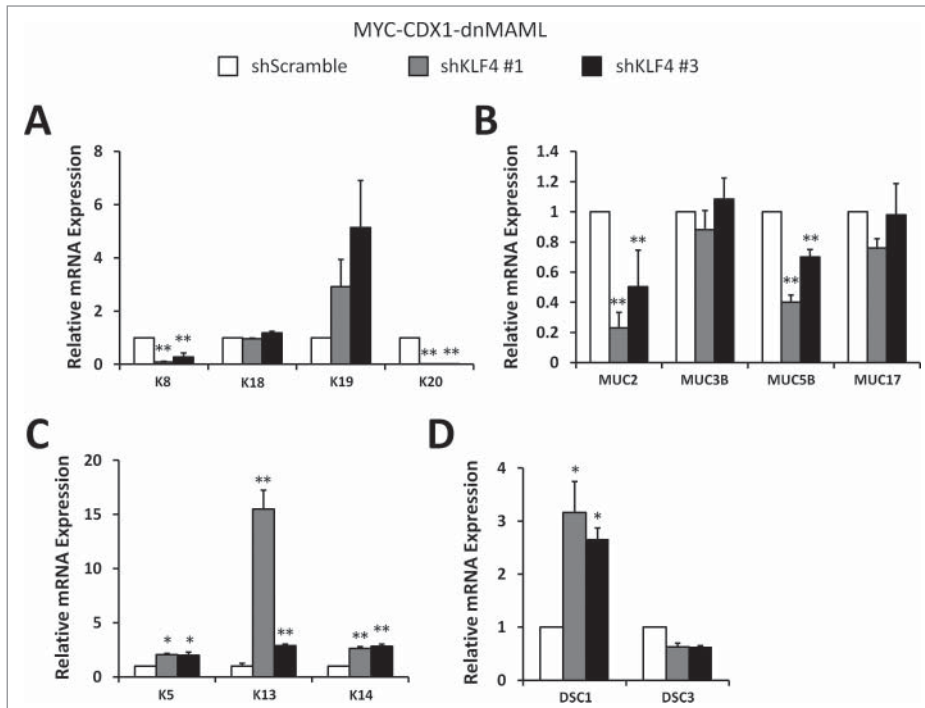 MYC-CDX1-dnMAML
shScramble shKLF4 #1 shKLF4 #3
A
Relative mRNA Expression
8
6
4
2
0
** **
** **
K8 K18 K19 K20
B
Relative mRNA Expression
1.4
1.2
1
0.8
0.6
0.4
0.2
0
** **
** **
MUC2 MUC3B MUC5B MUC17
C
Relative mRNA Expression
20
15
10
5
0
* *
** **
** **
K5 K13 K14
D
Relative mRNA Expression
4
3
2
1
0
* *
DSC1 DSC3